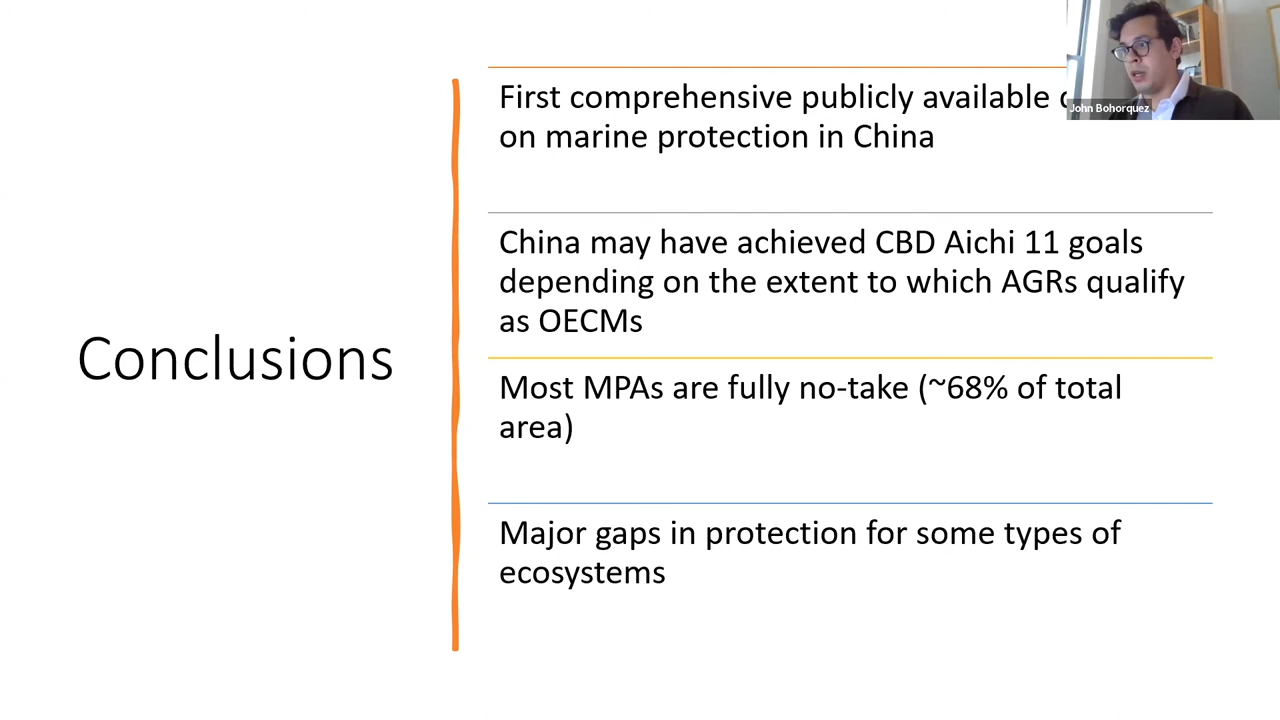 Conclusions
First comprehensive publicly available
on marine protection in China
China may have achieved CBD Aichi 11 goals
depending on the extent to which AGRs qualify
as OECMs
Most MPAs are fully no-take (~68% of total
area)
Major gaps in protection for some types of
ecosystems
John Bohorquez